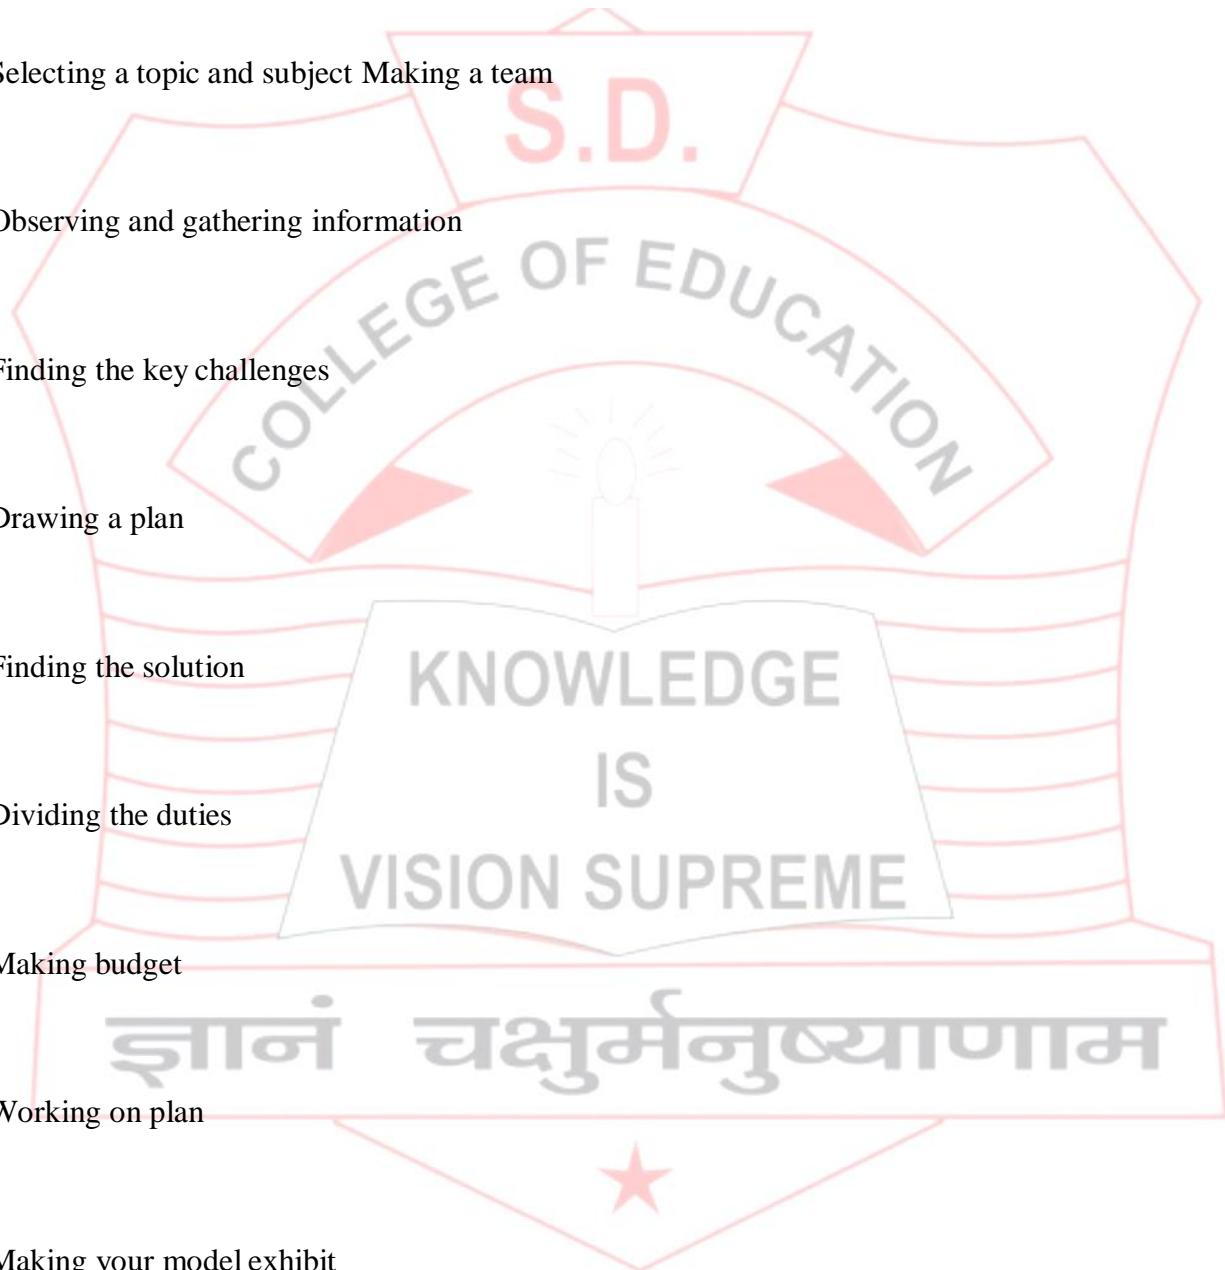 Selecting a topic and subject Making a team
S.D.
Observing and gathering information
COLLEGE OF EDUCATION
Finding the key challenges
Drawing a plan
Finding the solution
KNOWLEDGE
IS
Dividing the duties
VISION SUPREME
Making budget
ज्ञानं चक्षुर्मनुष्याणाम
Working on plan
Making your model exhibit